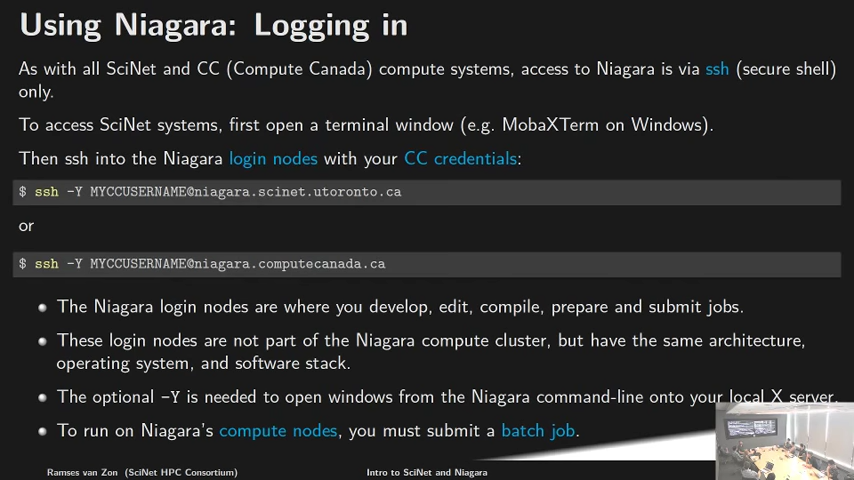 Using Niagara: Logging in
As with all SciNet and CC (Compute Canada) compute systems, access to Niagara is via ssh (secure shell)
only.
To access SciNet systems, first open a terminal window (e.g. MobaXTerm on Windows).
Then ssh into the Niagara login nodes with your CC credentials:
$ ssh -Y MYCCUSERNAME@niagara.scinet.utoronto.ca
or
$ ssh -Y MYCCUSERNAME@niagara.computecanada.ca
The Niagara login nodes are where you develop, edit, compile, prepare and submit jobs.
These login nodes are not part of the Niagara compute cluster, but have the same architecture,
operating system, and software stack.
The optional -Y is needed to open windows from the Niagara command-line onto your local X server.
To run on Niagara's compute nodes, you must submit a batch job.
Ramses van Zon (SciNet HPC Consortium)
Intro to SciNet and Niagara